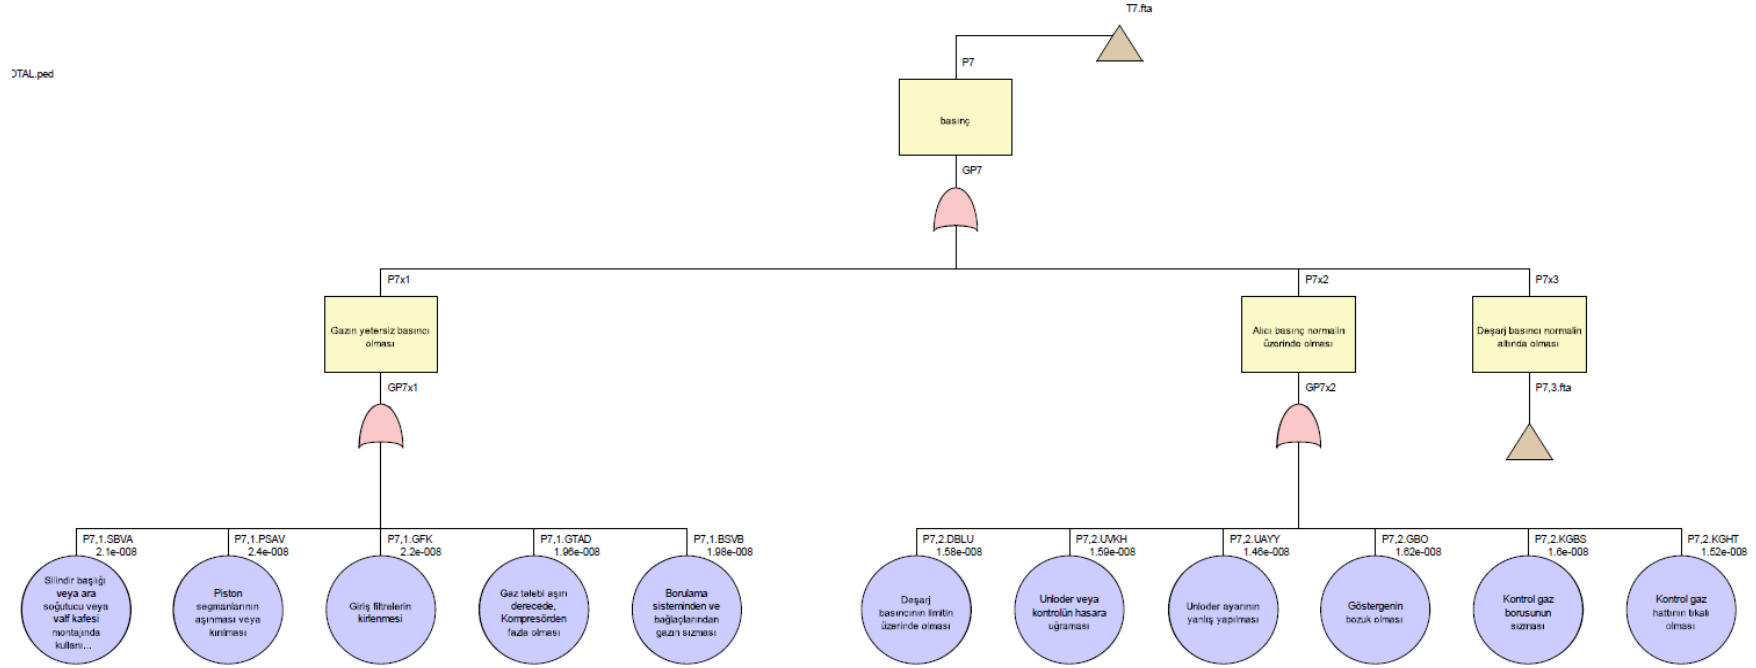 T7.fta
OTAL.ped
P7
basınç
GP7
P7x1
P7x2
P7x3
Gazın yetersiz basıncı
olması
Alıcı basınç normalin
üzerinde olması
Deşarj basıncı normalin
altında olması
GP7x1
GP7x2
P7,3.fta
P7,1.SBVA
2.1e-008
P7,1.PSAV
2.4e-008
P7,1.GFK
2.2e-008
P7,1.GTAD
1.96e-008
P7,1.BSVB
1.98e-008
P7,2.DBLU
1.58e-008
P7,2.UVKH
1.59e-008
P7,2.UAYY
1.46e-008
P7,2.GBO
1.62e-008
P7,2.KGBS
1.6e-008
P7,2.KGHT
1.52e-008
Silindir başlığı
veya ara
soğutucu veya
valf kafesi
montajında
kullanı...
Piston
segmanlarının
aşınması veya
kırılması
Giriş filtrelerin
kirlenmesi
Gaz talebi aşırı
derecede,
Kompresörden
fazla olması
Borulama
sisteminden ve
bağlaçlarından
gazın sızması
Deşarj
basıncının limitin
üzerinde olması
Unloder veya
kontrolün hasara
uğraması
Unloder ayarının
yanlış yapılması
Göstergenin
bozuk olması
Kontrol gaz
borusunun
sızması
Kontrol gaz
hattının tıkalı
olması